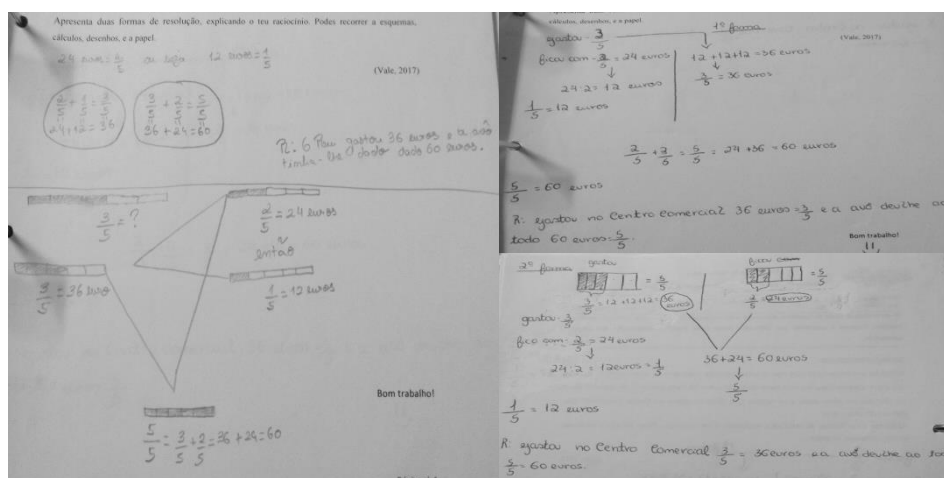 Apresenta duas formas de resolução, explicando o teu raciocínio. Podes recorrer a esquemas,
cálculos, desenhos, e a papel.
24 euros = 2/5 ou seja 12 euros = 1/5
(Vale, 2017)
2/5 + 1/5 = 3/5
24+12 = 36
3/5 + 2/5 = 5/5
36 + 24 = 60
R: O Rui gastou 36 euros e a avó
tinha-lhe dado dado 60 euros.
3/5 = ?
2/5 = 24 euros
então
3/5 = 36 euro
1/5 = 12 euros
Bom trabalho!
5/5 = 3/5 + 2/5 = 36 + 24 = 60
cálculos, desenhos, e a papel.
1ª forma
gastou - 3/5
(Vale, 2017)
ficou com - 2/5 = 24 euros
12 + 12 + 12 = 36 euros
3/5 = 36 euros
24 : 2 = 12 euros
1/5 = 12 euros
2/5 + 3/5 = 5/5 = 24 + 36 = 60 euros
5/5 = 60 euros
R: gastou no Centro Comercial 36 euros = 3/5 e a avó deu lhe ao
todo 60 euros = 5/5.
Bom trabalho!
2ª forma
gastou
= 5/5
ficou
= 5/5
3/5 = 12 + 12 + 12 = 36 euros
2/5 = 24 euros
gastou - 3/5
fico com - 2/5 = 24 euros
24 : 2 = 12 euros = 1/5
36 + 24 = 60 euros
5/5
1/5 = 12 euros
R. gastou no Centro Comercial 3/5 = 36 euros e a avó deu lhe ao
5/5 = 60 euros.